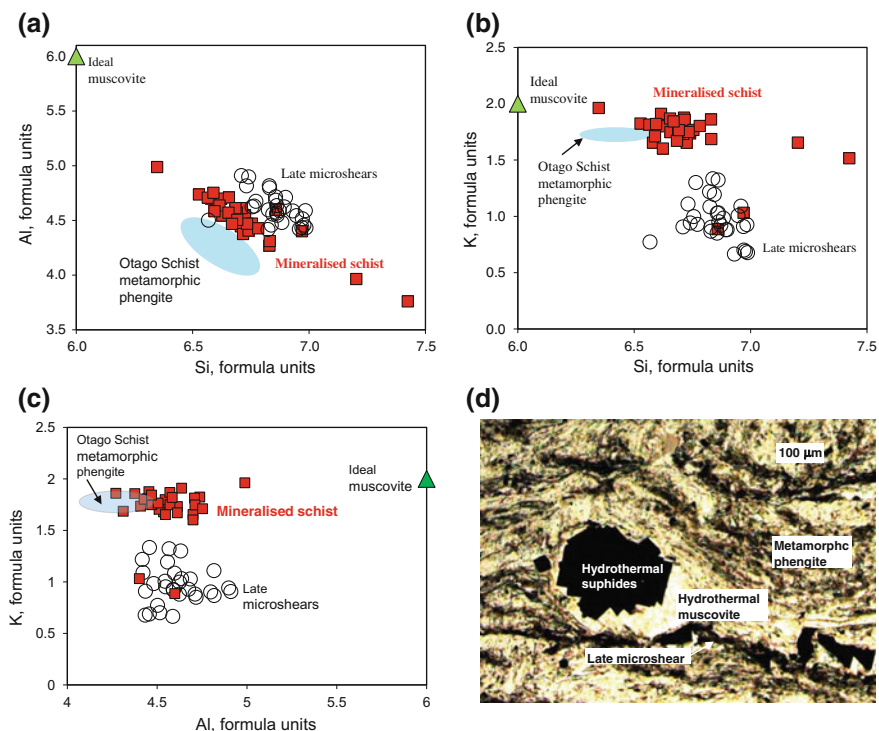 (a)
6.0
5.5
5.0
4.5
4.0
3.5
Al, formula units
Ideal
muscovite
Late microshears
Mineralised schist
Otago Schist
metamorphic
phengite
6.0 6.5 7.0 7.5
Si, formula units
(b)
2.5
2.0
1.5
1.0
0.5
0.0
K, formula units
Ideal
muscovite
Mineralised schist
Otago Schist
metamorphic
phengite
Late microshears
6.0 6.5 7.0 7.5
Si, formula units
(c)
2.5
2
1.5
1
0.5
0
K, formula units
Otago Schist
metamorphic
phengite
Ideal
muscovite
Mineralised schist
Late
microshears
4 4.5 5 5.5 6
Al, formula units
(d)
100 µm
Metamorphc
phengite
Hydrothermal
suphides
Hydrothermal
muscovite
Late microshear